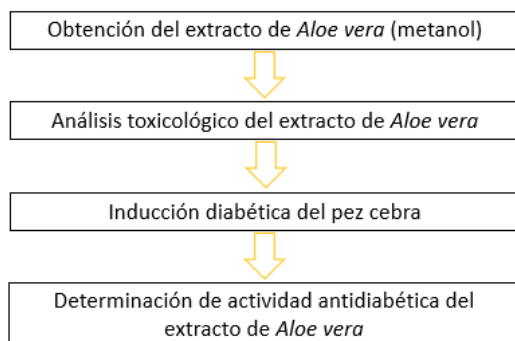 Obtención del extracto de Aloe vera (metanol)
Análisis toxicológico del extracto de Aloe vera
Inducción diabética del pez cebra
Determinación de actividad antidiabética del
extracto de Aloe vera